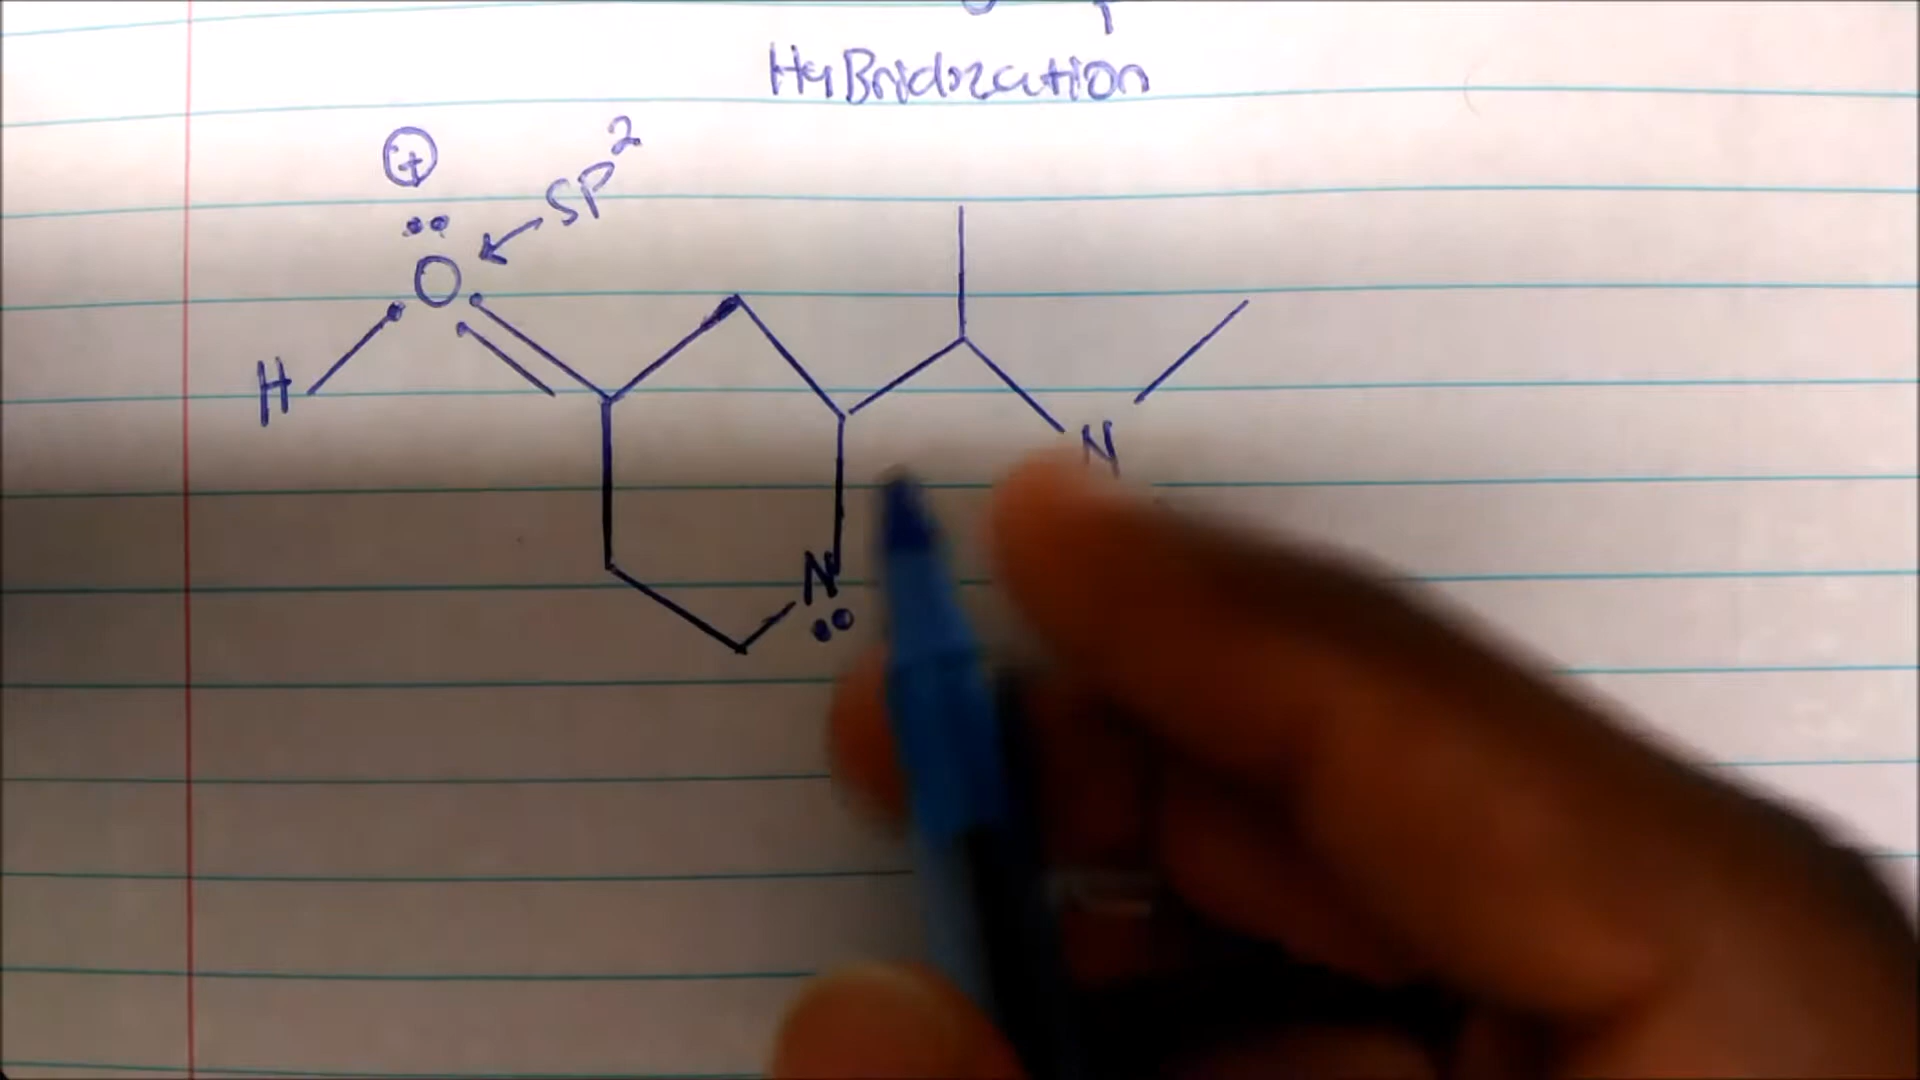 HyBridization
+
SP2
O
H
N
N